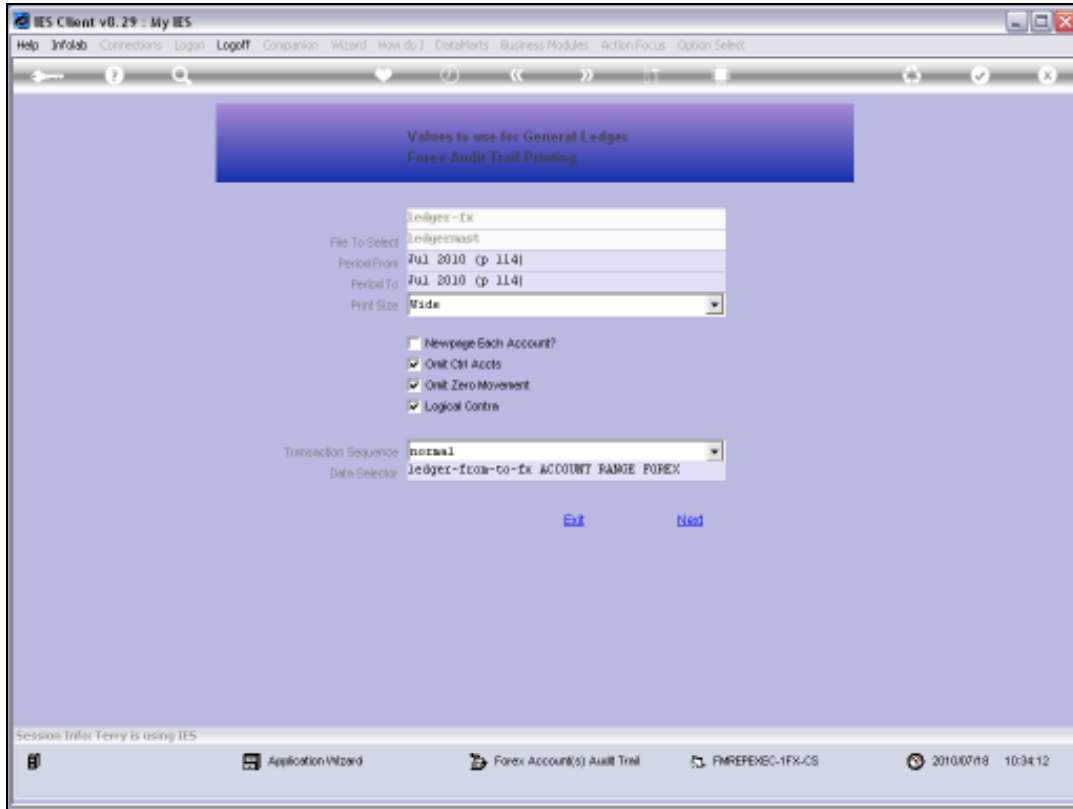 IES Client v8.29 : My IES
Help Infolab Connections Logon Logoff Companion Wizard How do I DataMarts Business Modules Action Focus Option Select
Values to use for General Ledger
Forex Audit Trail Printing
ledger-fx
File To Select ledgermast
Period From Jul 2010 (p 114)
Period To Jul 2010 (p 114)
Print Size Wide
Newpage Each Account?
Omit Ctrl Accts
Omit Zero Movement
Logical Contra
Transaction Sequence normal
Data Selector ledger-from-to-fx ACCOUNT RANGE FOREX
Exit Next
Session Info: Terry is using IES
Application Wizard Forex Account(s) Audit Trail FMREPEXEC-1FX-CS 2010/07/18 10:34:12